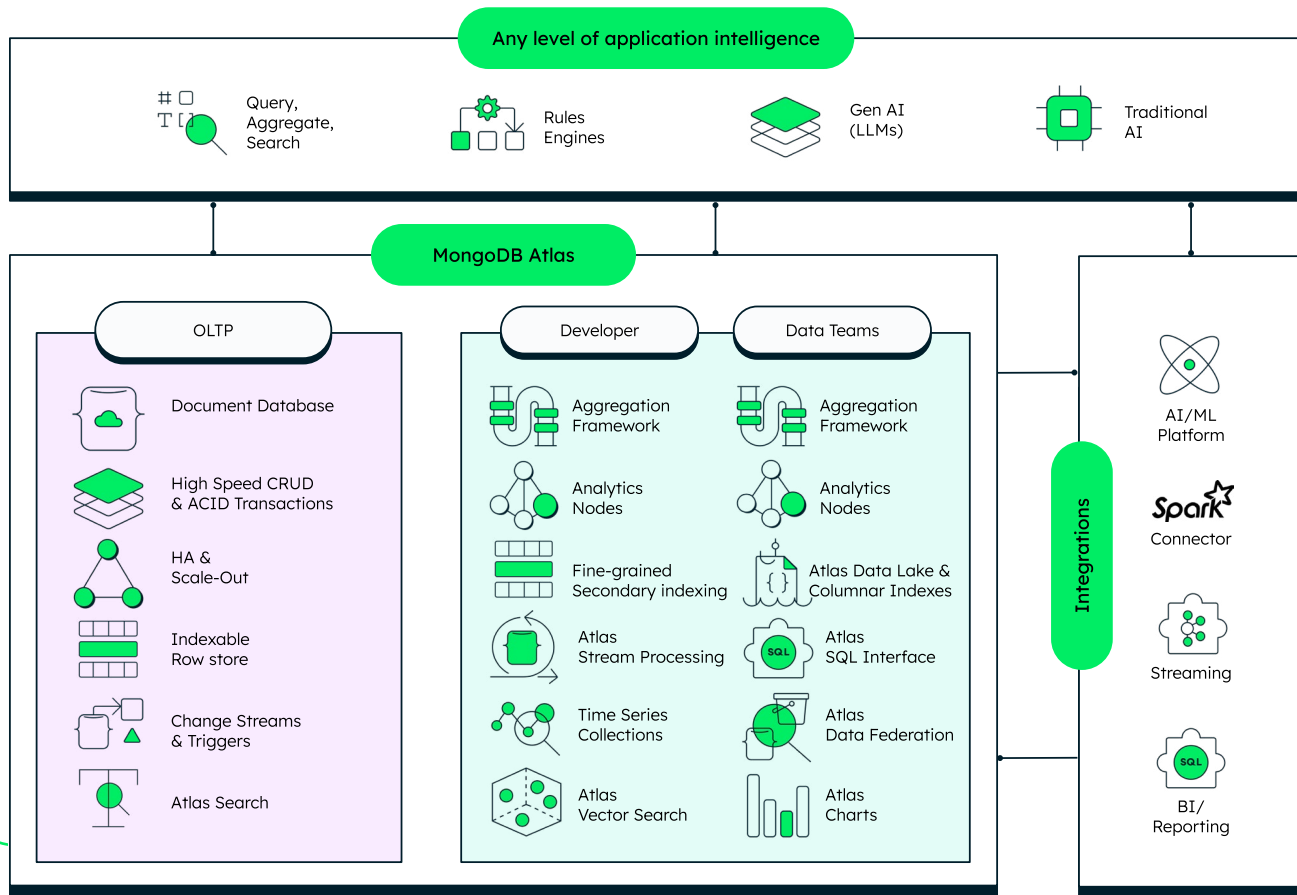 Any level of application intelligence
Query,
Aggregate,
Search
Rules
Engines
Gen AI
(LLMs)
Traditional
AI
MongoDB Atlas
OLTP
Document Database
High Speed CRUD
& ACID Transactions
HA &
Scale-Out
Indexable
Row store
Change Streams
& Triggers
Atlas Search
Developer
Aggregation
Framework
Analytics
Nodes
Fine-grained
Secondary indexing
Atlas
Stream Processing
Time Series
Collections
Atlas
Vector Search
Data Teams
Aggregation
Framework
Analytics
Nodes
Atlas Data Lake &
Columnar Indexes
SQL
Atlas
SQL Interface
Atlas
Data Federation
Atlas
Charts
Integrations
AI/ML
Platform
Spark
Connector
Streaming
SQL
BI/
Reporting